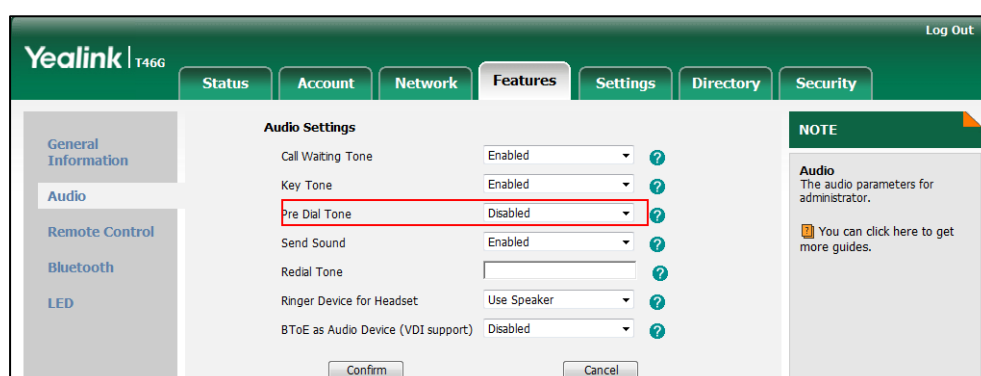 Log Out
Yealink | T46G
Status Account Network Features Settings Directory Security
General
Information
Audio
Remote Control
Bluetooth
LED
Audio Settings
Call Waiting Tone Enabled
Key Tone Enabled
Pre Dial Tone Disabled
Send Sound Enabled
Redial Tone
Ringer Device for Headset Use Speaker
BToE as Audio Device (VDI support) Disabled
Confirm Cancel
NOTE
Audio
The audio parameters for
administrator.
You can click here to get
more guides.